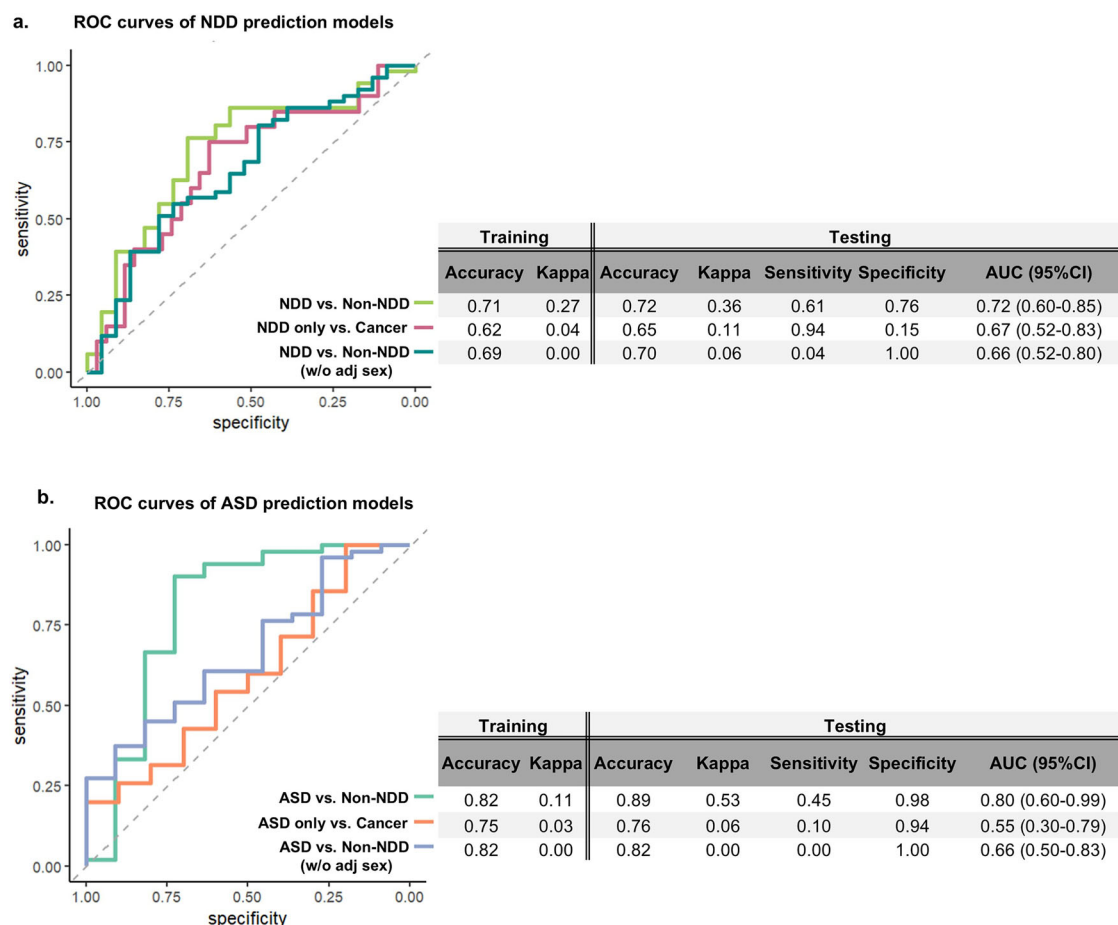 a. ROC curves of NDD prediction models
1.00
0.75
0.50
0.25
0.00
sensitivity
1.00 0.75 0.50 0.25 0.00
specificity
NDD vs. Non-NDD
NDD only vs. Cancer
NDD vs. Non-NDD
(w/o adj sex)
Training Testing
Accuracy Kappa Accuracy Kappa Sensitivity Specificity AUC (95%CI)
0.71 0.27 0.72 0.36 0.61 0.76 0.72 (0.60-0.85)
0.62 0.04 0.65 0.11 0.94 0.15 0.67 (0.52-0.83)
0.69 0.00 0.70 0.06 0.04 1.00 0.66 (0.52-0.80)
b. ROC curves of ASD prediction models
1.00
0.75
0.50
0.25
0.00
sensitivity
1.00 0.75 0.50 0.25 0.00
specificity
ASD vs. Non-NDD
ASD only vs. Cancer
ASD vs. Non-NDD
(w/o adj sex)
Training Testing
Accuracy Kappa Accuracy Kappa Sensitivity Specificity AUC (95%CI)
0.82 0.11 0.89 0.53 0.45 0.98 0.80 (0.60-0.99)
0.75 0.03 0.76 0.06 0.10 0.94 0.55 (0.30-0.79)
0.82 0.00 0.82 0.00 0.00 1.00 0.66 (0.50-0.83)